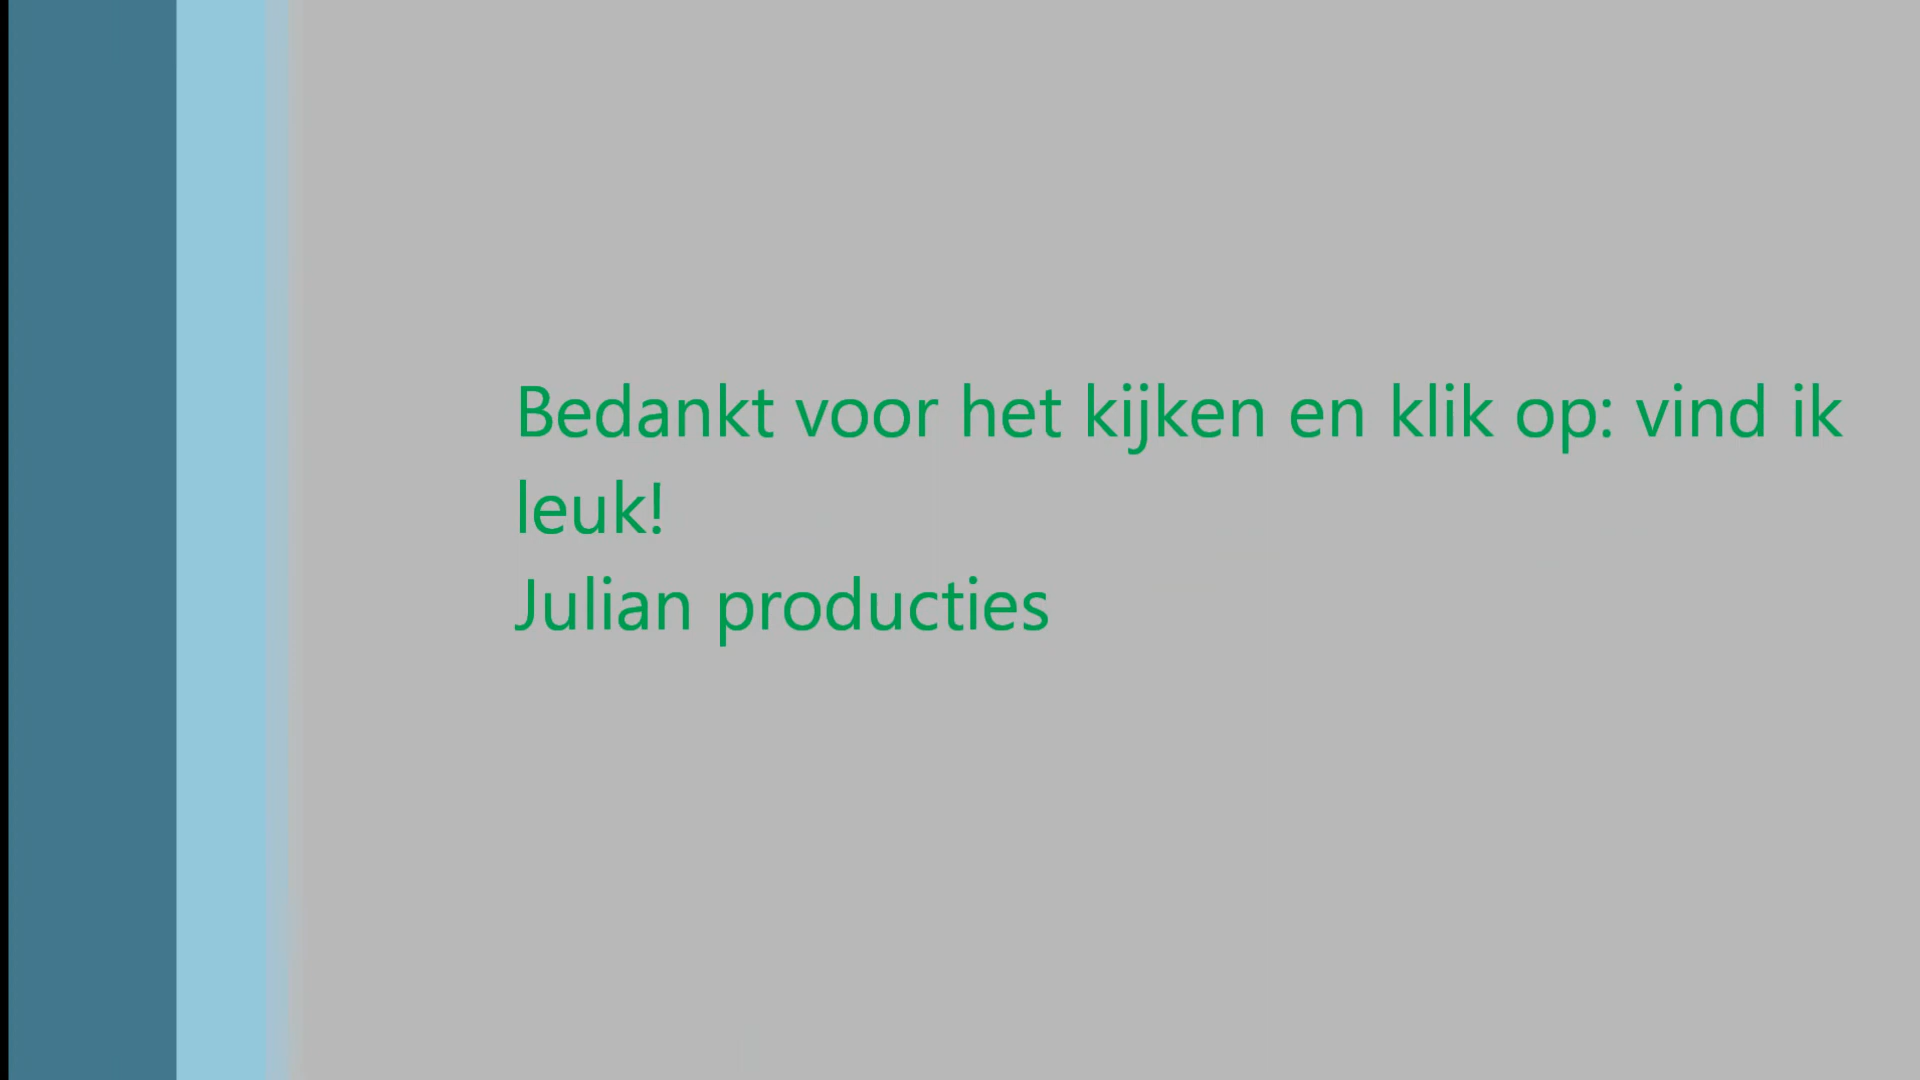 Bedankt voor het kijken en klik op: vind ik
leuk!
Julian producties